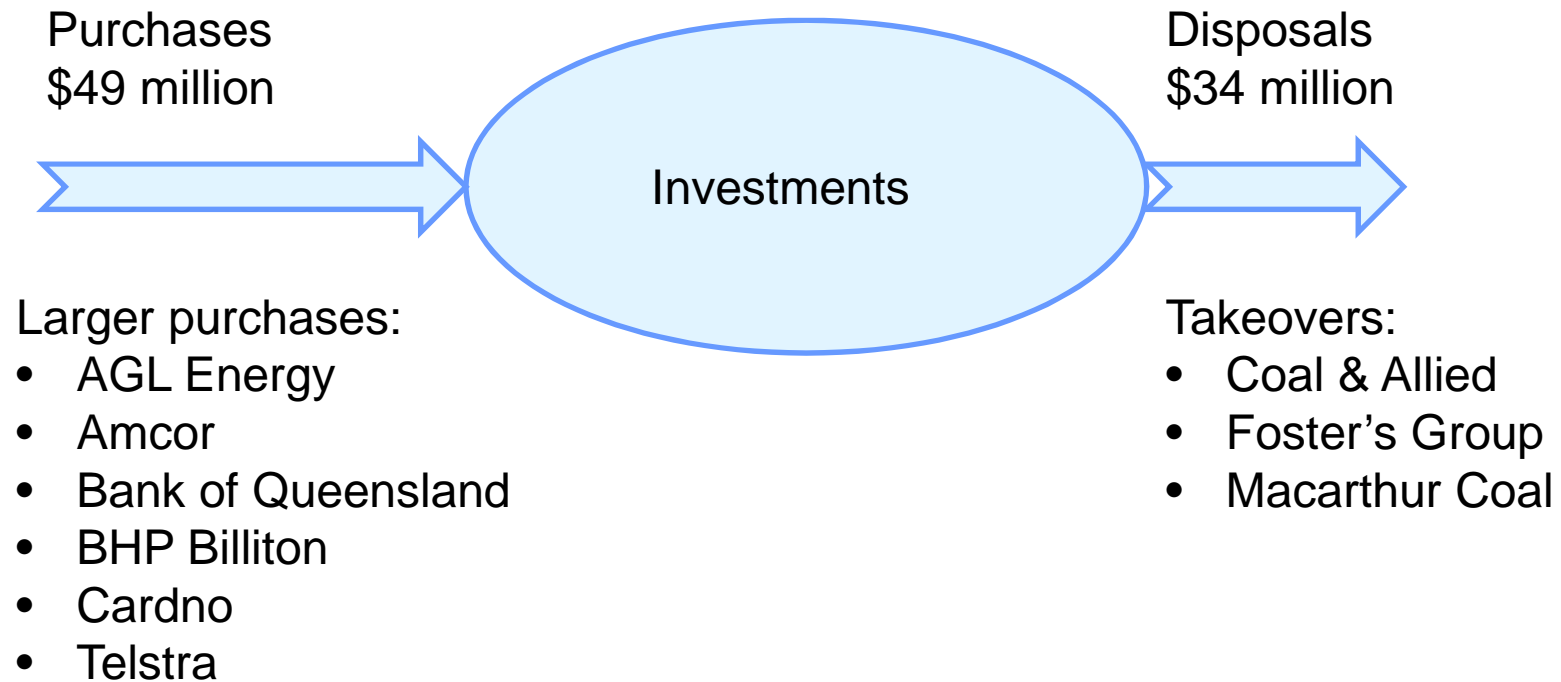 Purchases
$49 million
Investments
Disposals
$34 million
Larger purchases:
• AGL Energy
• Amcor
• Bank of Queensland
• BHP Billiton
• Cardno
• Telstra
Takeovers:
• Coal & Allied
• Foster’s Group
• Macarthur Coal